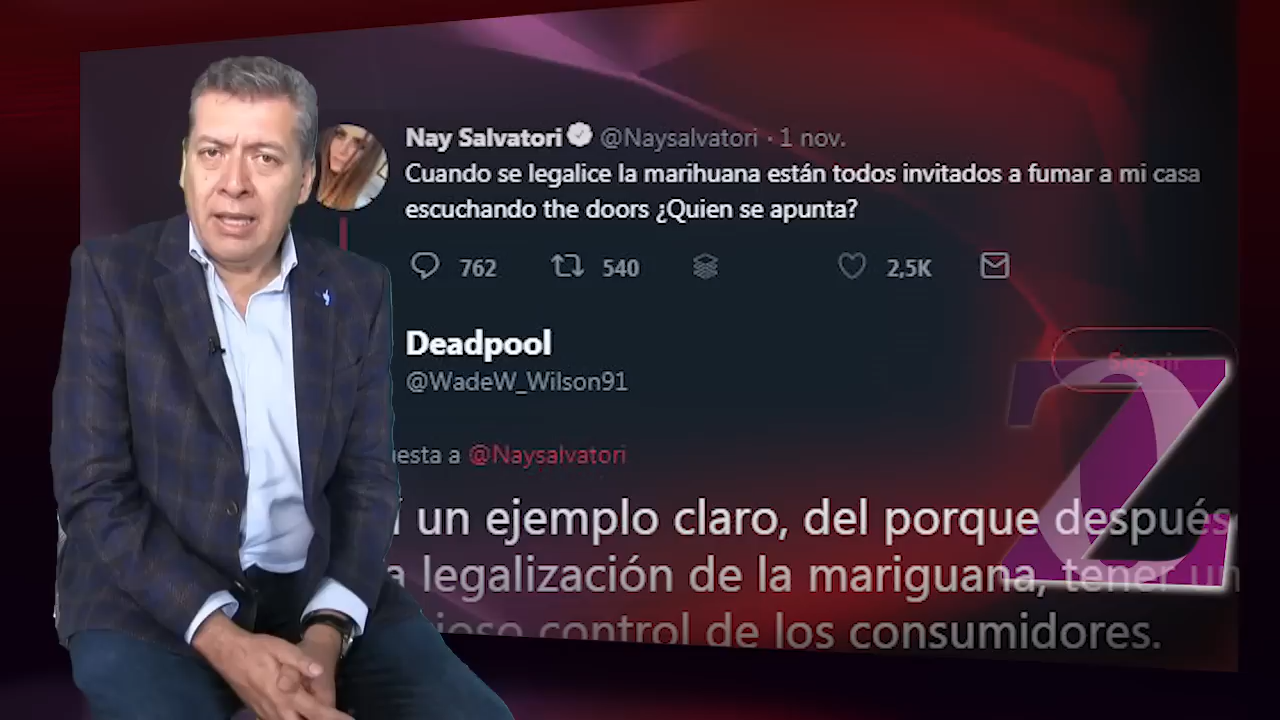 Nay Salvatori @Naysalvatori · 1 nov.
Cuando se legalice la marihuana están todos invitados a fumar a mi casa
escuchando the doors ¿Quien se apunta?
762 540 2,5K
Deadpool
@WadeW_Wilson91
Seguir
esta a @Naysalvatori
un ejemplo claro, del porque después
legalización de la mariguana, tener un
control de los consumidores.
Z